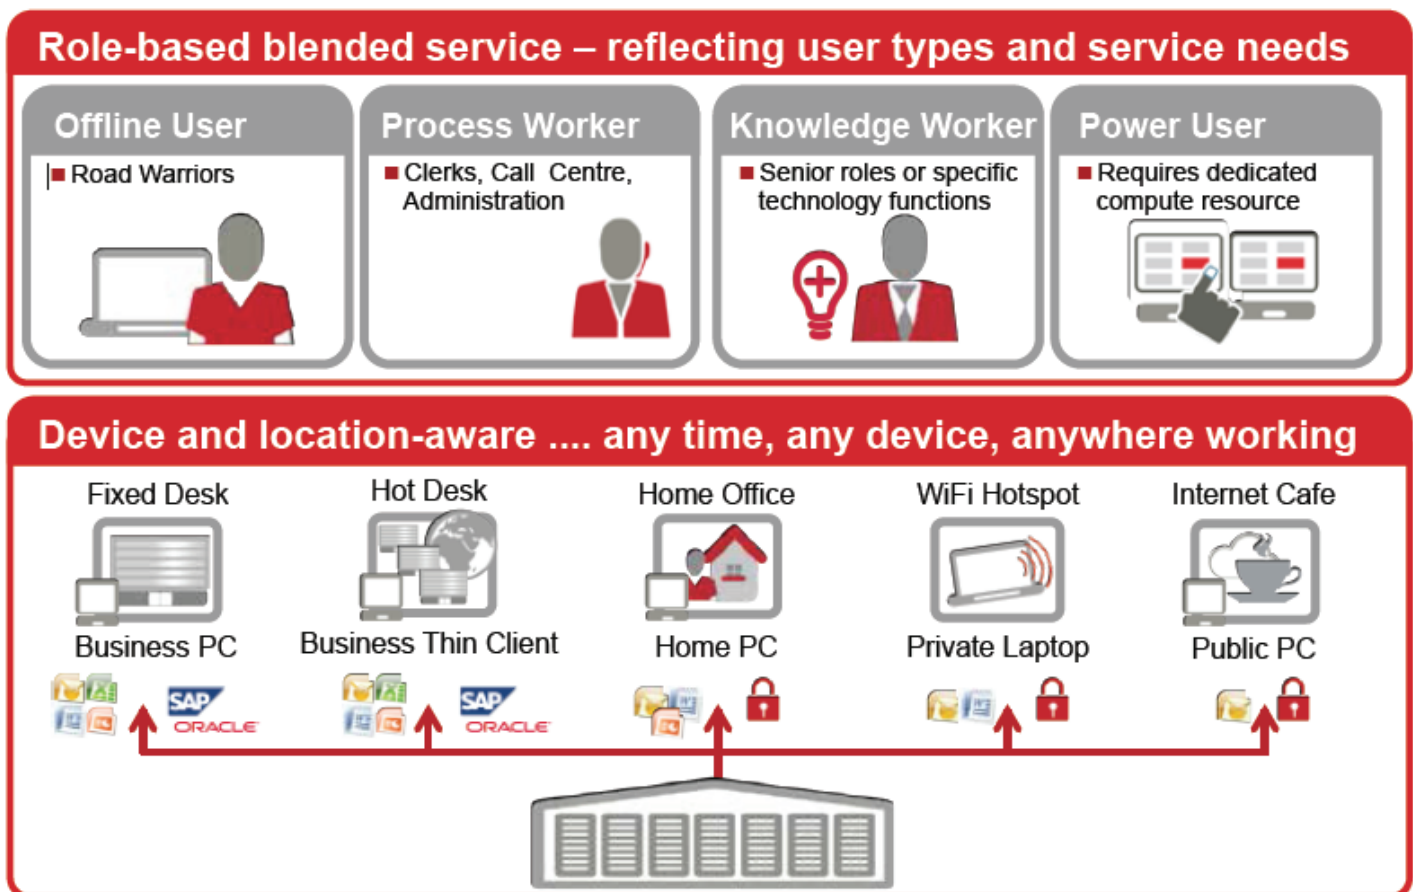 Role-based blended service – reflecting user types and service needs
Offline User
Process Worker
Knowledge Worker
Power User
Road Warriors
Clerks, Call Centre,
Administration
Senior roles or specific
technology functions
Requires dedicated
compute resource
Device and location-aware .... any time, any device, anywhere working
Fixed Desk
Hot Desk
Home Office
WiFi Hotspot
Internet Cafe
Business PC
Business Thin Client
Home PC
Private Laptop
Public PC
SAP
ORACLE
SAP
ORACLE